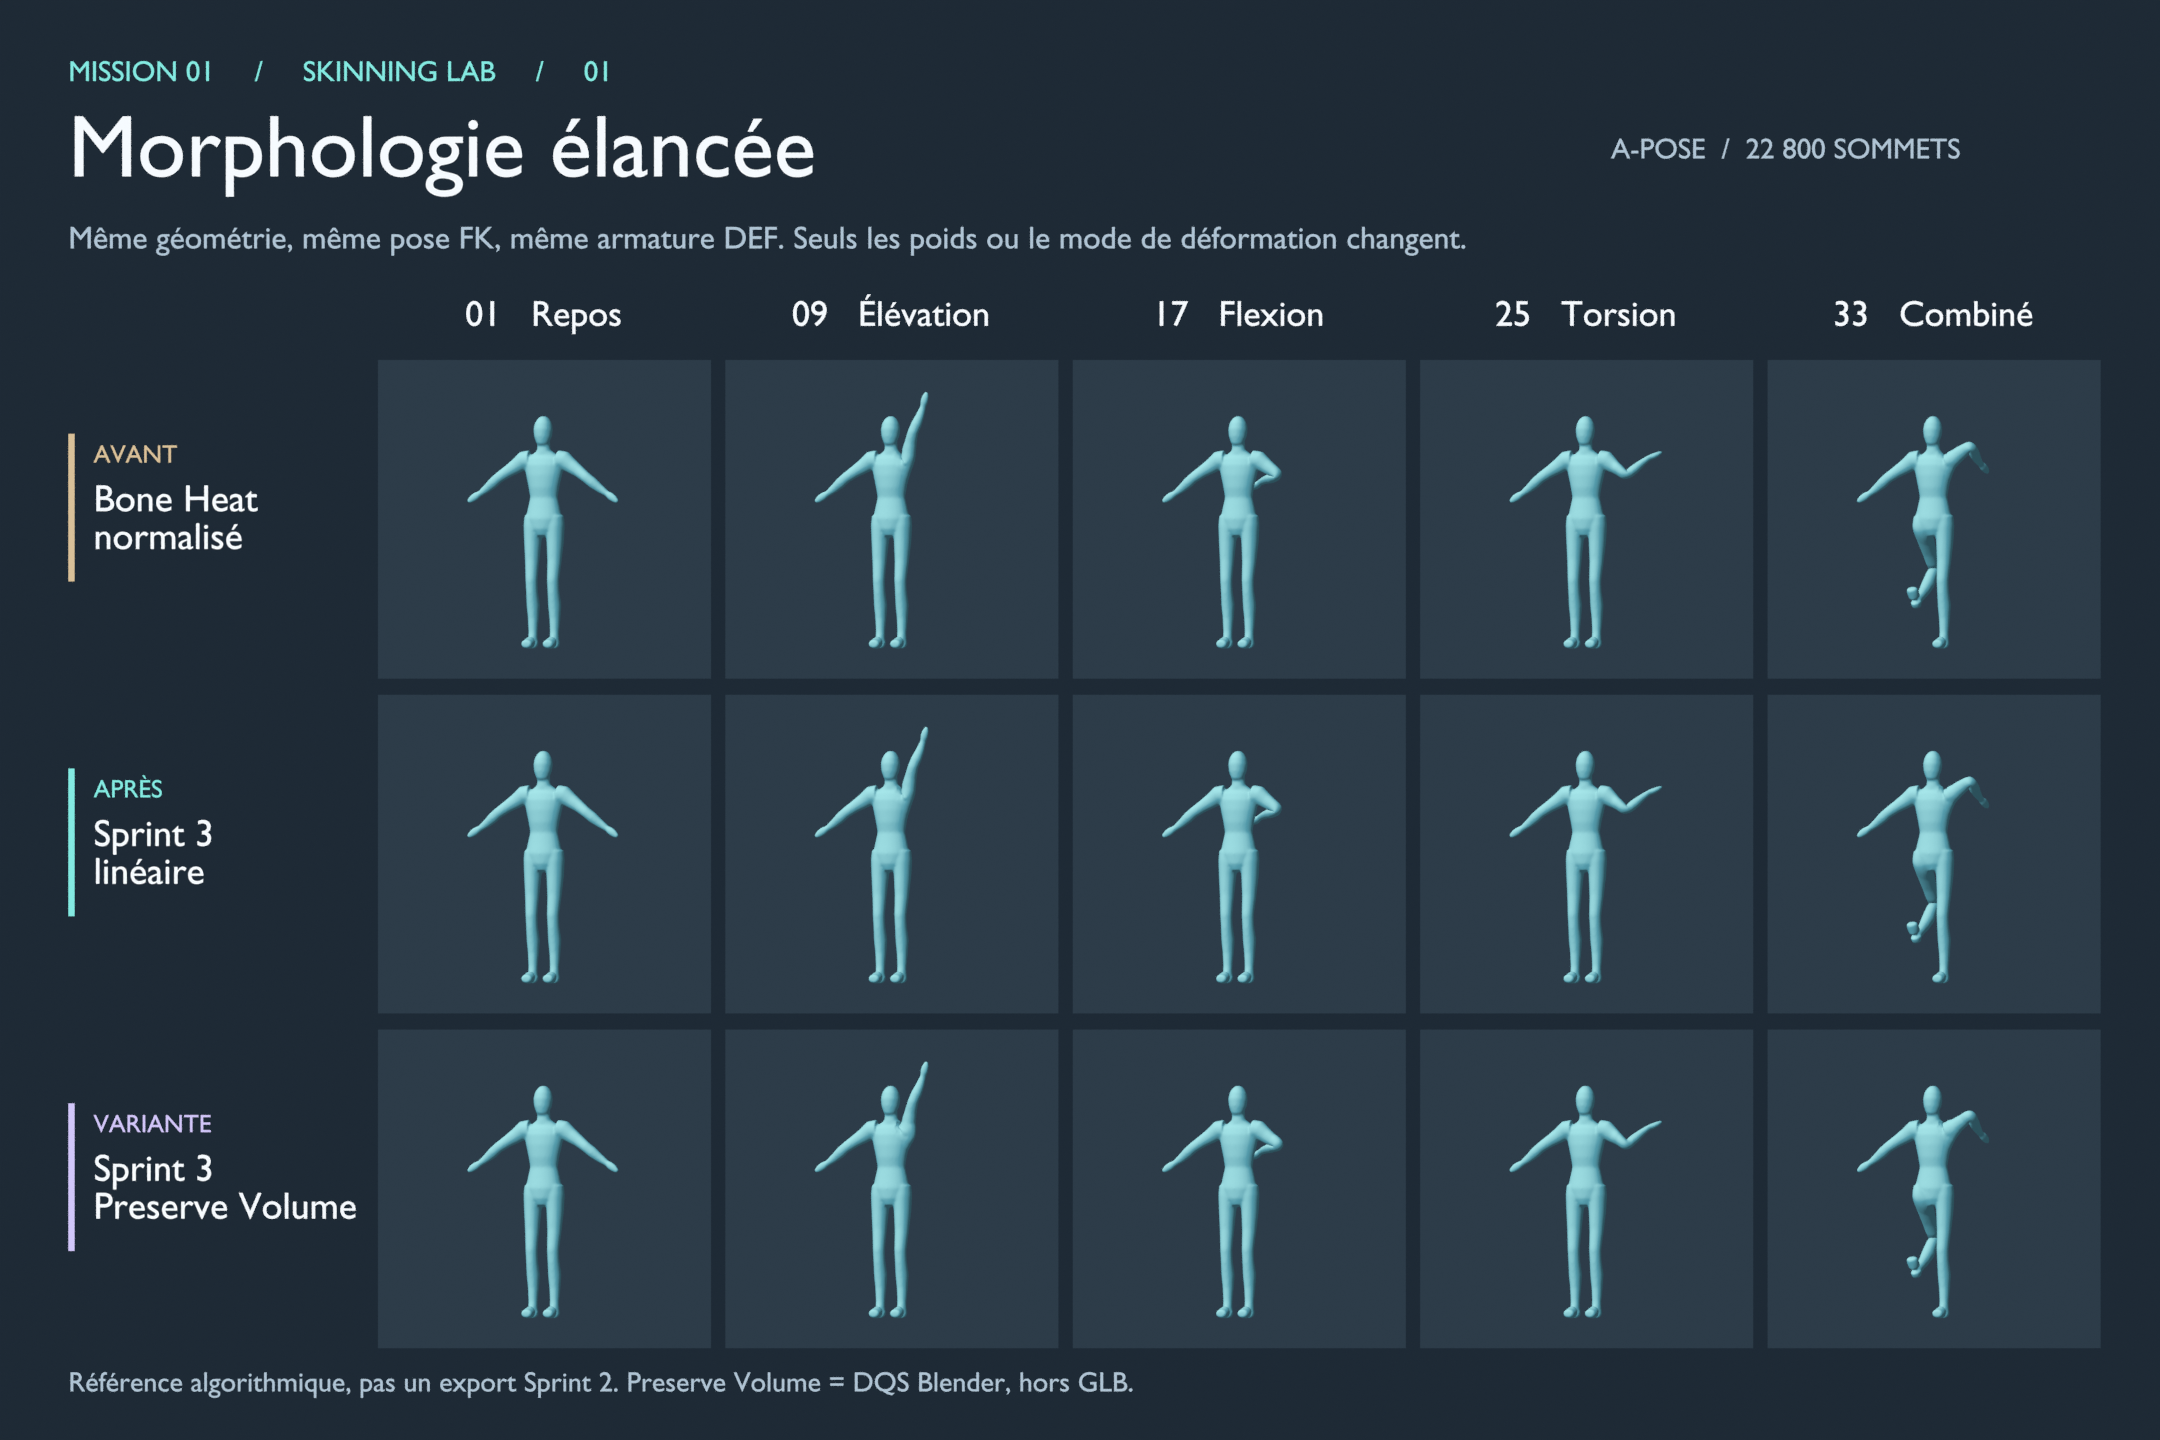 MISSION 01 / SKINNING LAB / 01
Morphologie élancée
A-POSE / 22 800 SOMMETS
Même géométrie, même pose FK, même armature DEF. Seuls les poids ou le mode de déformation changent.
01 Repos
09 Élévation
17 Flexion
25 Torsion
33 Combiné
AVANT
Bone Heat
normalisé
APRÈS
Sprint 3
linéaire
VARIANTE
Sprint 3
Preserve Volume
Référence algorithmique, pas un export Sprint 2. Preserve Volume = DQS Blender, hors GLB.